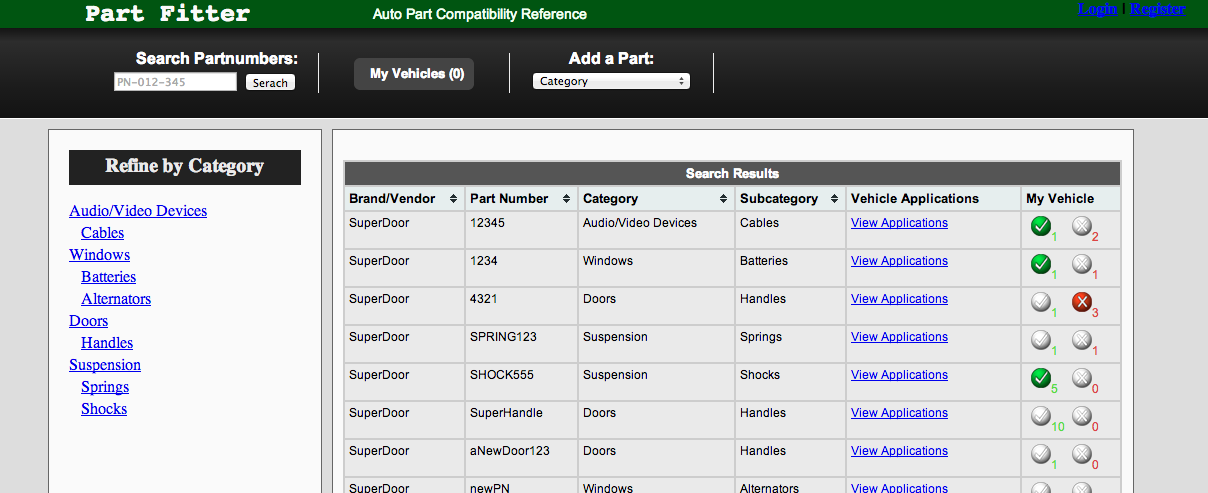 Part Fitter Auto Part Compatibility Reference Login | Register
Search Partnumbers: My Vehicles (0) Add a Part:
PN-012-345 Serach Category
Refine by Category
Audio/Video Devices
Cables
Windows
Batteries
Alternators
Doors
Handles
Suspension
Springs
Shocks
Search Results
Brand/Vendor Part Number Category Subcategory Vehicle Applications My Vehicle
SuperDoor 12345 Audio/Video Devices Cables View Applications 1 2
SuperDoor 1234 Windows Batteries View Applications 1 1
SuperDoor 4321 Doors Handles View Applications 1 3
SuperDoor SPRING123 Suspension Springs View Applications 1 1
SuperDoor SHOCK555 Suspension Shocks View Applications 5 0
SuperDoor SuperHandle Doors Handles View Applications 10 0
SuperDoor aNewDoor123 Doors Handles View Applications 1 0
SuperDoor newPN Windows Alternators View Applications